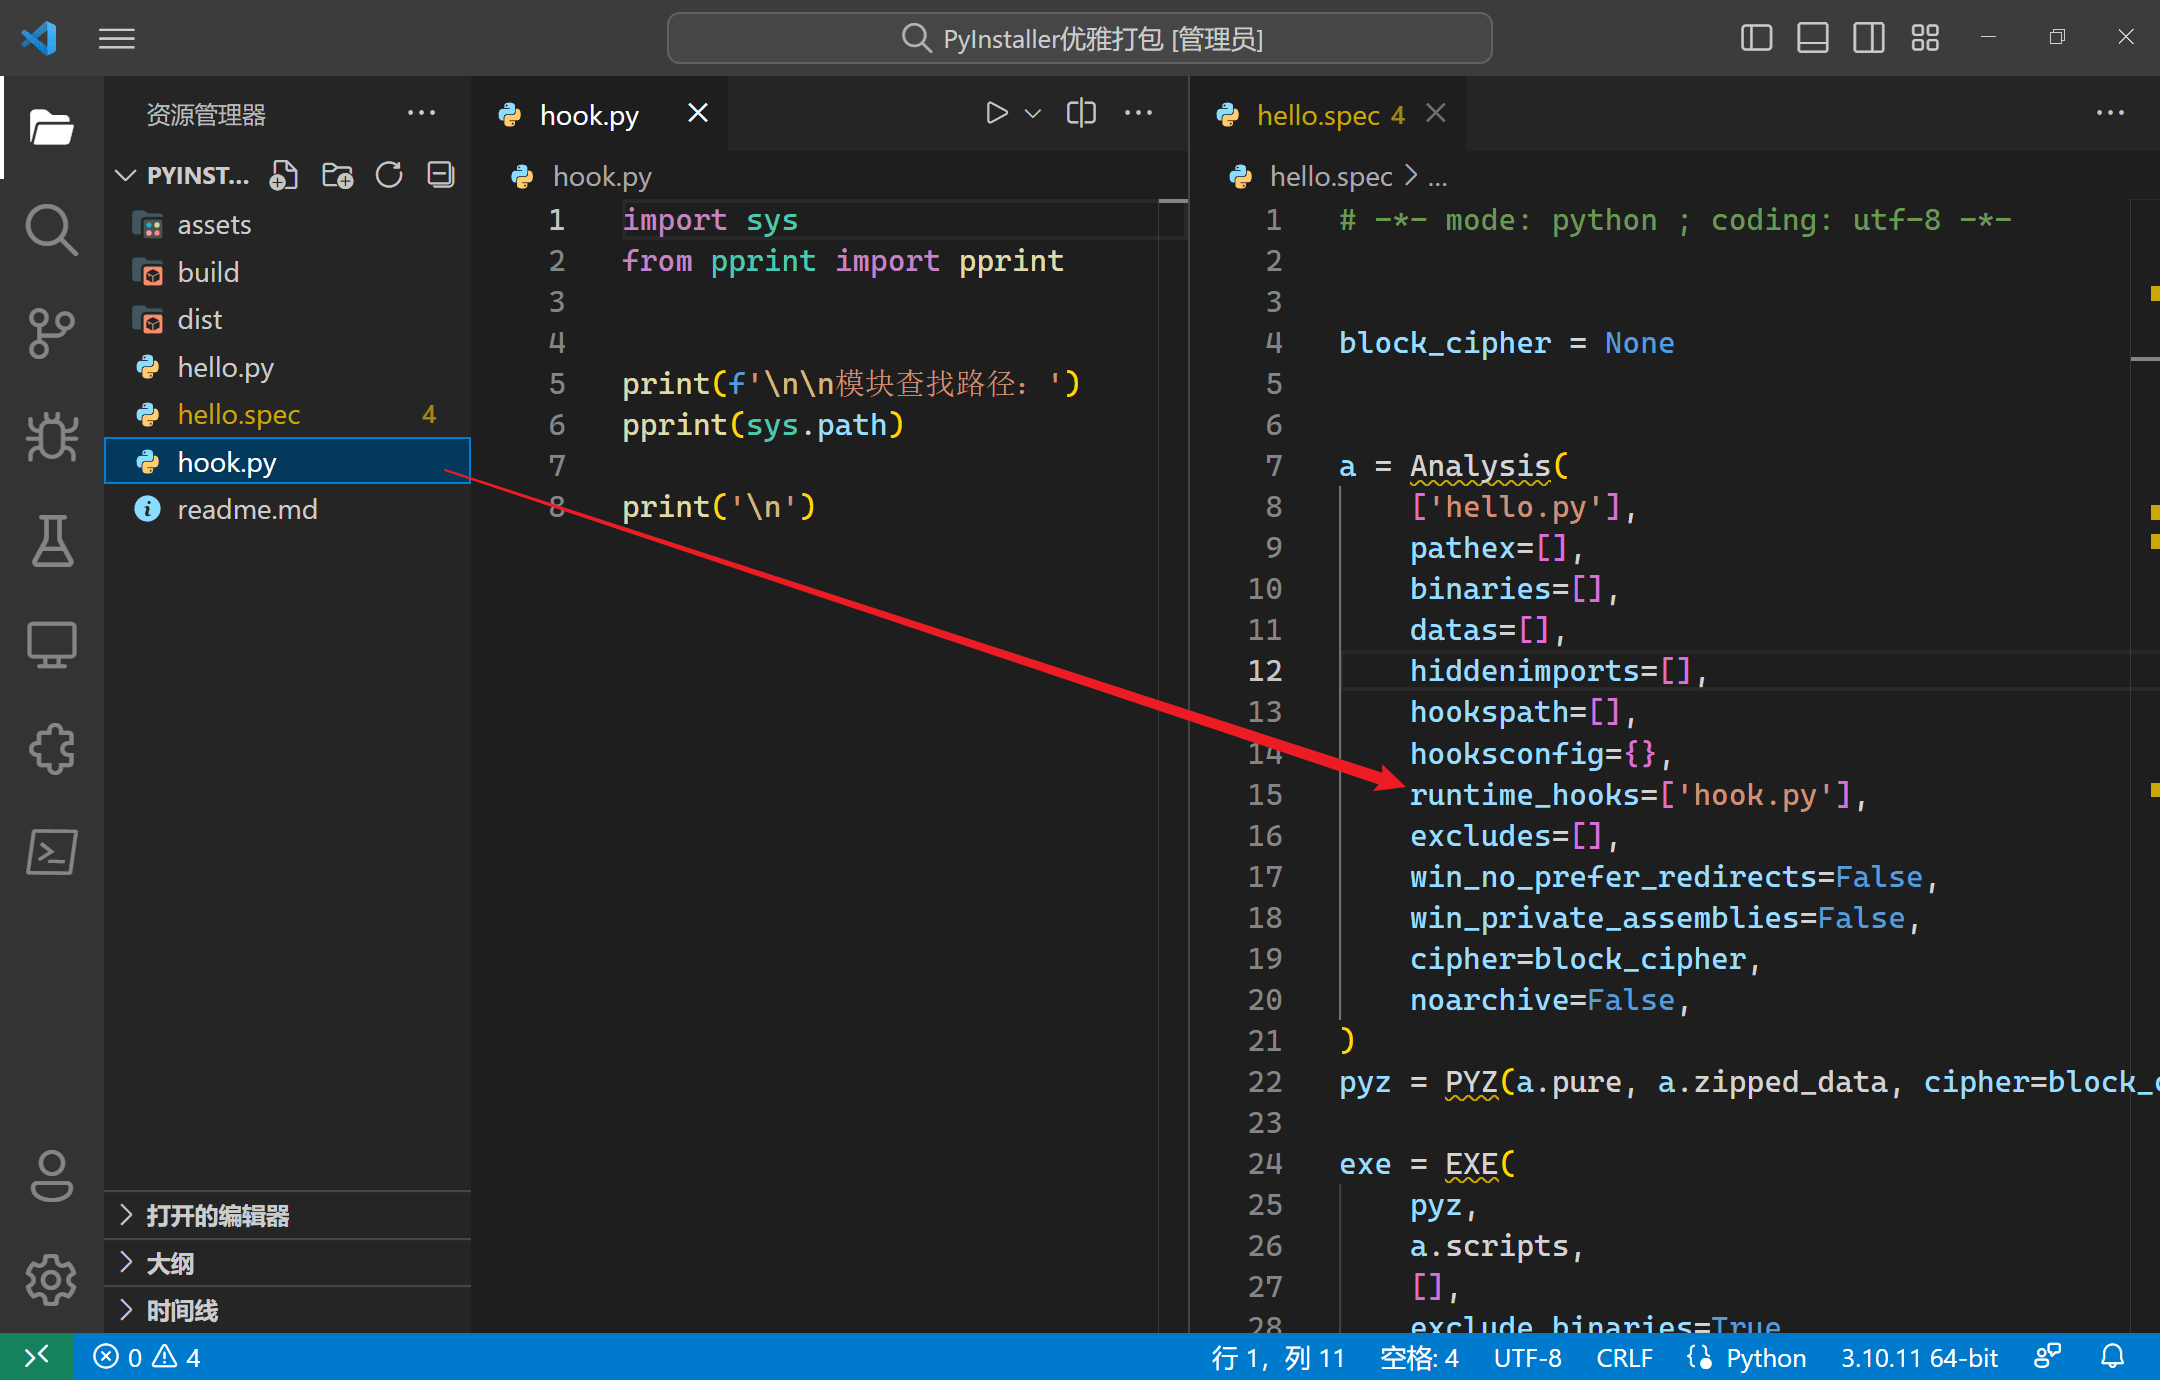 PyInstaller优雅打包 [管理员]
资源管理器
PYINST...
assets
build
dist
hello.py
hello.spec 4
hook.py
readme.md
打开的编辑器
大纲
时间线
hook.py
hook.py
1 import sys
2 from pprint import pprint
3
4
5 print(f'\n\n模块查找路径：')
6 pprint(sys.path)
7
8 print('\n')
hello.spec 4
hello.spec > ...
1 # -*- mode: python ; coding: utf-8 -*-
2
3
4 block_cipher = None
5
6
7 a = Analysis(
8 ['hello.py'],
9 pathex=[],
10 binaries=[],
11 datas=[],
12 hiddenimports=[],
13 hookspath=[],
14 hooksconfig={},
15 runtime_hooks=['hook.py'],
16 excludes=[],
17 win_no_prefer_redirects=False,
18 win_private_assemblies=False,
19 cipher=block_cipher,
20 noarchive=False,
21 )
22 pyz = PYZ(a.pure, a.zipped_data, cipher=block_c
23
24 exe = EXE(
25 pyz,
26 a.scripts,
27 [],
28 exclude_binaries=True
0 4
行 1，列 11 空格: 4 UTF-8 CRLF Python 3.10.11 64-bit